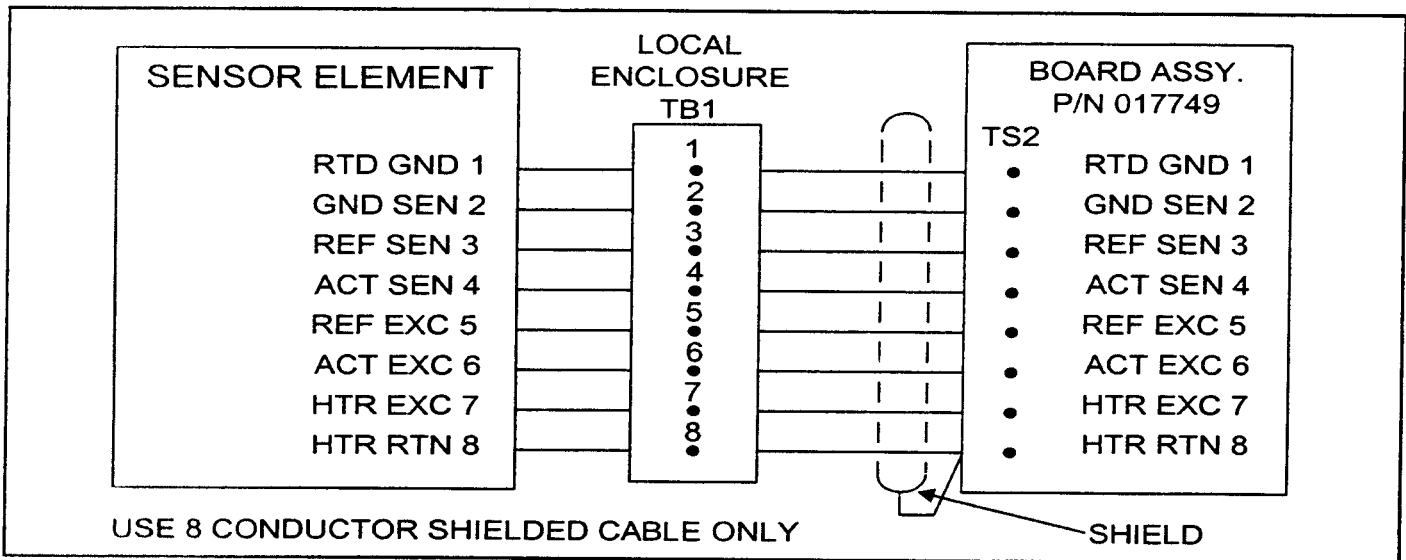 SENSOR ELEMENT
RTD GND 1
GND SEN 2
REF SEN 3
ACT SEN 4
REF EXC 5
ACT EXC 6
HTR EXC 7
HTR RTN 8
LOCAL
ENCLOSURE
TB1
1
2
3
4
5
6
7
8
BOARD ASSY.
P/N 017749
TS2
RTD GND 1
GND SEN 2
REF SEN 3
ACT SEN 4
REF EXC 5
ACT EXC 6
HTR EXC 7
HTR RTN 8
USE 8 CONDUCTOR SHIELDED CABLE ONLY
SHIELD